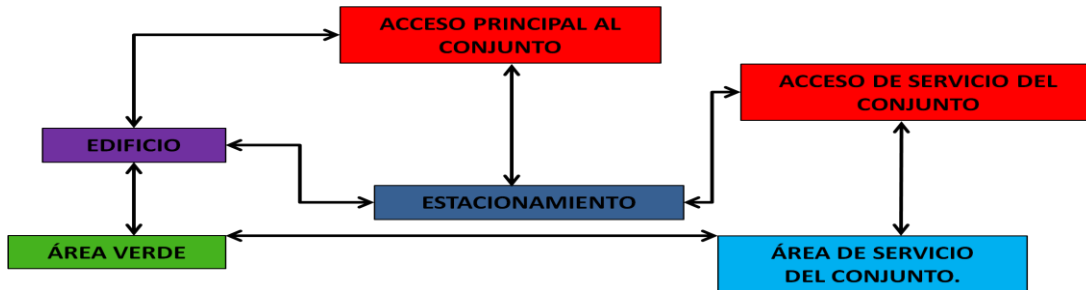 ACCESO PRINCIPAL AL
CONJUNTO
ACCESO DE SERVICIO DEL
CONJUNTO
EDIFICIO
ESTACIONAMIENTO
ÁREA VERDE
ÁREA DE SERVICIO
DEL CONJUNTO.